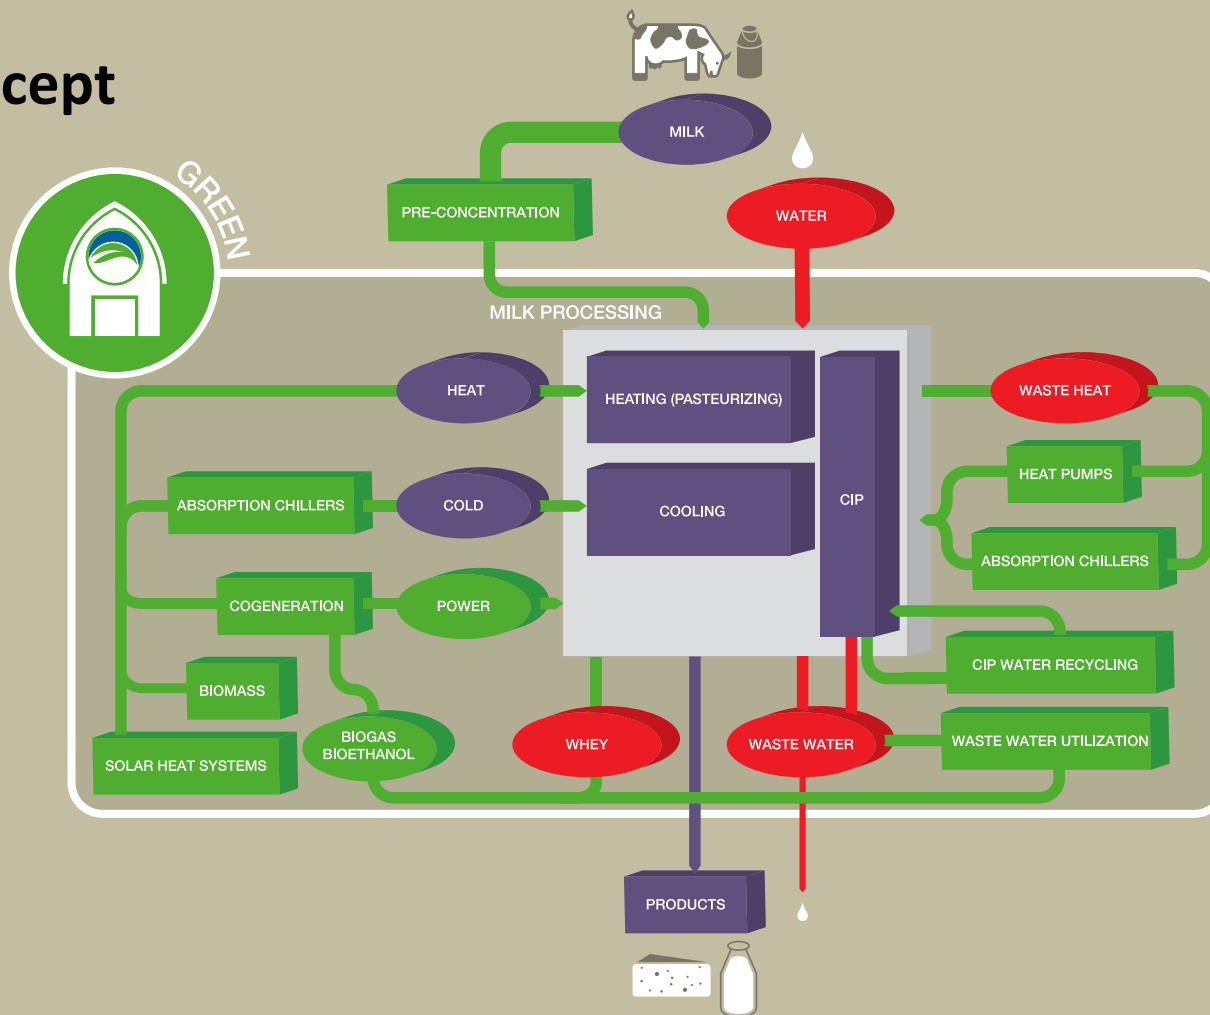 cept
GREEN
MILK
PRE-CONCENTRATION
WATER
MILK PROCESSING
HEAT
HEATING (PASTEURIZING)
WASTE HEAT
HEAT PUMPS
ABSORPTION CHILLERS
COLD
COOLING
CIP
ABSORPTION CHILLERS
COGENERATION
POWER
CIP WATER RECYCLING
BIOMASS
BIOGAS
BIOETHANOL
WHEY
WASTE WATER
WASTE WATER UTILIZATION
SOLAR HEAT SYSTEMS
PRODUCTS